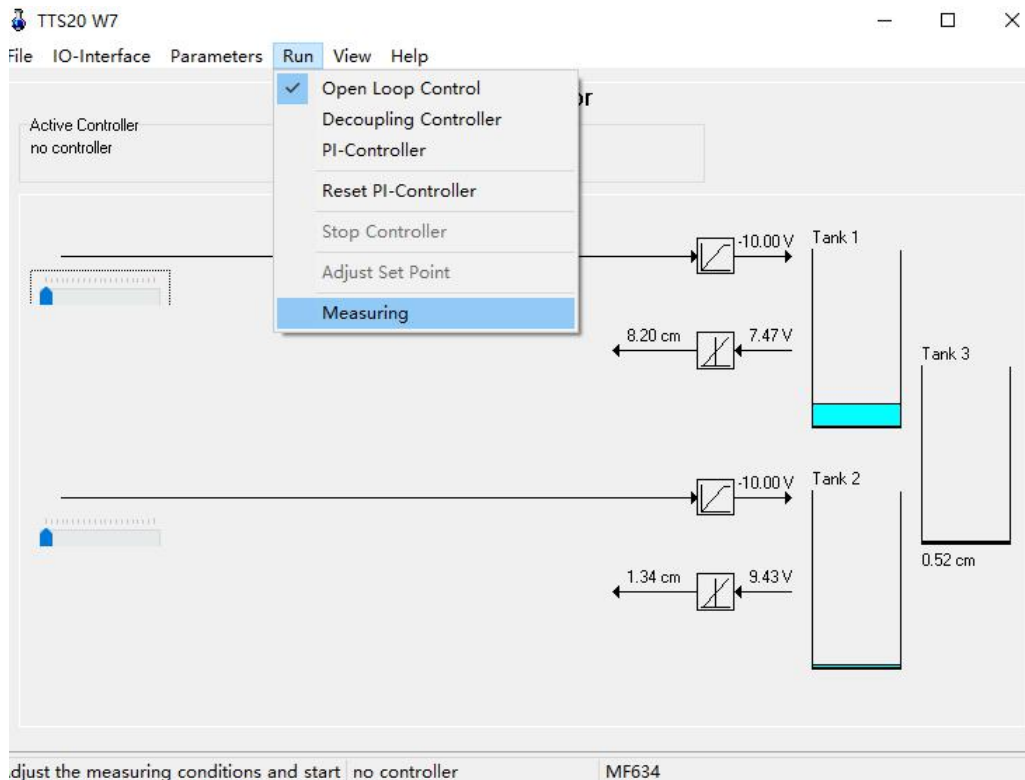 TTS20 W7
File IO-Interface Parameters Run View Help
Open Loop Control
Decoupling Controller
PI-Controller
Reset PI-Controller
Stop Controller
Adjust Set Point
Measuring
or
Active Controller
no controller
-10.00 V
Tank 1
8.20 cm
7.47 V
Tank 3
-10.00 V
Tank 2
0.52 cm
1.34 cm
9.43 V
djust the measuring conditions and start no controller MF634